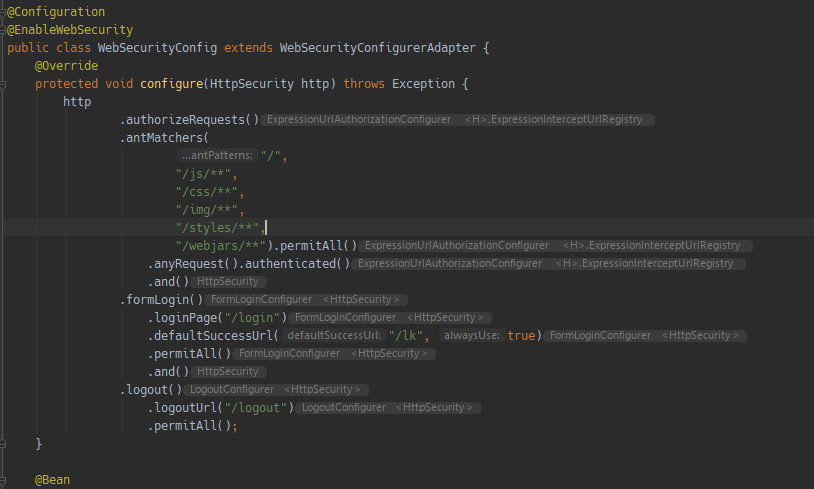 @Configuration
@EnableWebSecurity
public class WebSecurityConfig extends WebSecurityConfigurerAdapter {
    @Override
    protected void configure(HttpSecurity http) throws Exception {
        http
                .authorizeRequests() ExpressionUrlAuthorizationConfigurer <H>.ExpressionInterceptUrlRegistry
                .antMatchers(
                        ...antPatterns: "/",
                        "/js/**",
                        "/css/**",
                        "/img/**",
                        "/styles/**",
                        "/webjars/**").permitAll() ExpressionUrlAuthorizationConfigurer <H>.ExpressionInterceptUrlRegistry
                    .anyRequest().authenticated() ExpressionUrlAuthorizationConfigurer <H>.ExpressionInterceptUrlRegistry
                    .and() HttpSecurity
                .formLogin() FormLoginConfigurer <HttpSecurity>
                    .loginPage("/login") FormLoginConfigurer <HttpSecurity>
                    .defaultSuccessUrl( defaultSuccessUrl: "/lk", alwaysUse: true) FormLoginConfigurer <HttpSecurity>
                    .permitAll() FormLoginConfigurer <HttpSecurity>
                    .and() HttpSecurity
                .logout() LogoutConfigurer <HttpSecurity>
                    .logoutUrl("/logout") LogoutConfigurer <HttpSecurity>
                    .permitAll();
    }
    @Bean